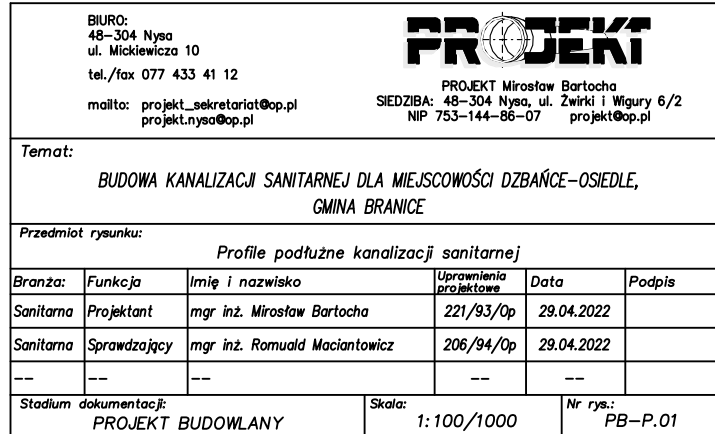 BIURO:
48-304 Nysa
ul. Mickiewicza 10
tel./fax 077 433 41 12
mailto: projekt_sekretariat@op.pl
projekt.nysa@op.pl
PROJEKT
PROJEKT Mirosław Bartocha
SIEDZIBA: 48-304 Nysa, ul. Żwirki i Wigury 6/2
NIP 753-144-86-07 projekt@op.pl
Temat:
BUDOWA KANALIZACJI SANITARNEJ DLA MIEJSCOWOŚCI DZBAŃCE-OSIEDLE,
GMINA BRANICE
Przedmiot rysunku:
Profile podłużne kanalizacji sanitarnej
Branża: Funkcja Imię i nazwisko Uprawnienia projektowe Data Podpis
Sanitarna Projektant mgr inż. Mirosław Bartocha 221/93/Op 29.04.2022
Sanitarna Sprawdzający mgr inż. Romuald Maciantowicz 206/94/Op 29.04.2022
-- -- -- -- --
Stadium dokumentacji: Skala: Nr rys.:
PROJEKT BUDOWLANY 1:100/1000 PB-P.01